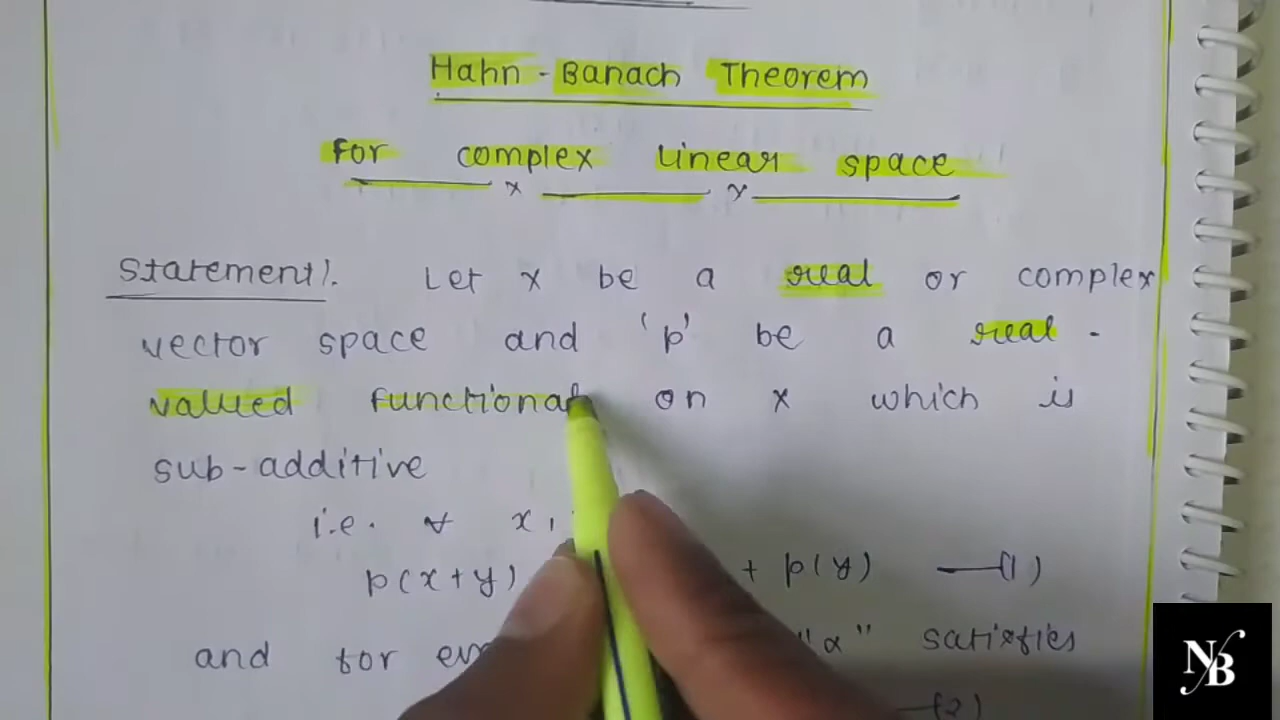 Hahn - Banach Theorem
For complex linear space
Statement:. Let X be a real or complex
vector space and 'p' be a real -
valued functional on X which is
sub-additive
i.e. ∀ x,
p(x+y) + p(y) —(1)
and for "α" satisfies
—(2)
NB